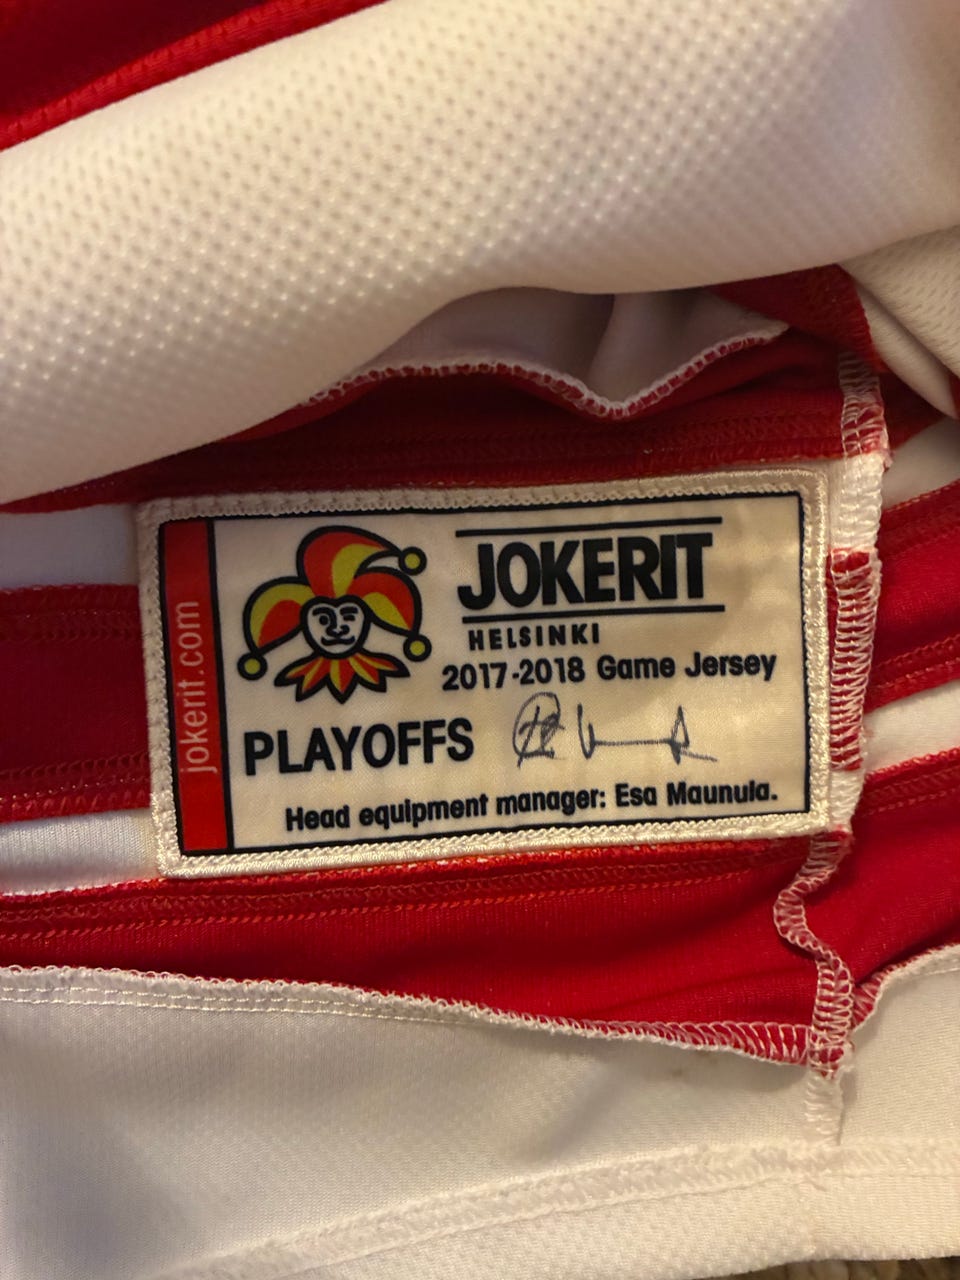 jokerit.com
JOKERIT
HELSINKI
2017-2018 Game Jersey
PLAYOFFS
Head equipment manager: Esa Maunula.